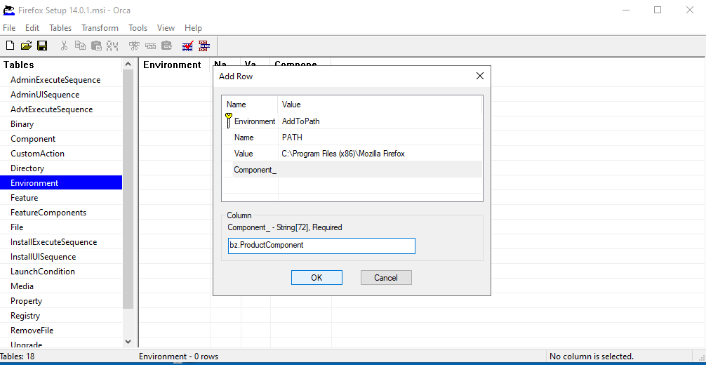 Firefox Setup 14.0.1.msi - Orca
File Edit Tables Transform Tools View Help
Tables
AdminExecuteSequence
AdminUISequence
AdvtExecuteSequence
Binary
Component
CustomAction
Directory
Environment
Feature
FeatureComponents
File
InstallExecuteSequence
InstallUISequence
LaunchCondition
Media
Property
Registry
RemoveFile
Upgrade
Environment Na... Va... Compone...
Add Row
Name Value
Environment AddToPath
Name PATH
Value C:\Program Files (x86)\Mozilla Firefox
Component_
Column
Component_ - String[72], Required
bz.ProductComponent
OK Cancel
Tables: 18 Environment - 0 rows No column is selected.